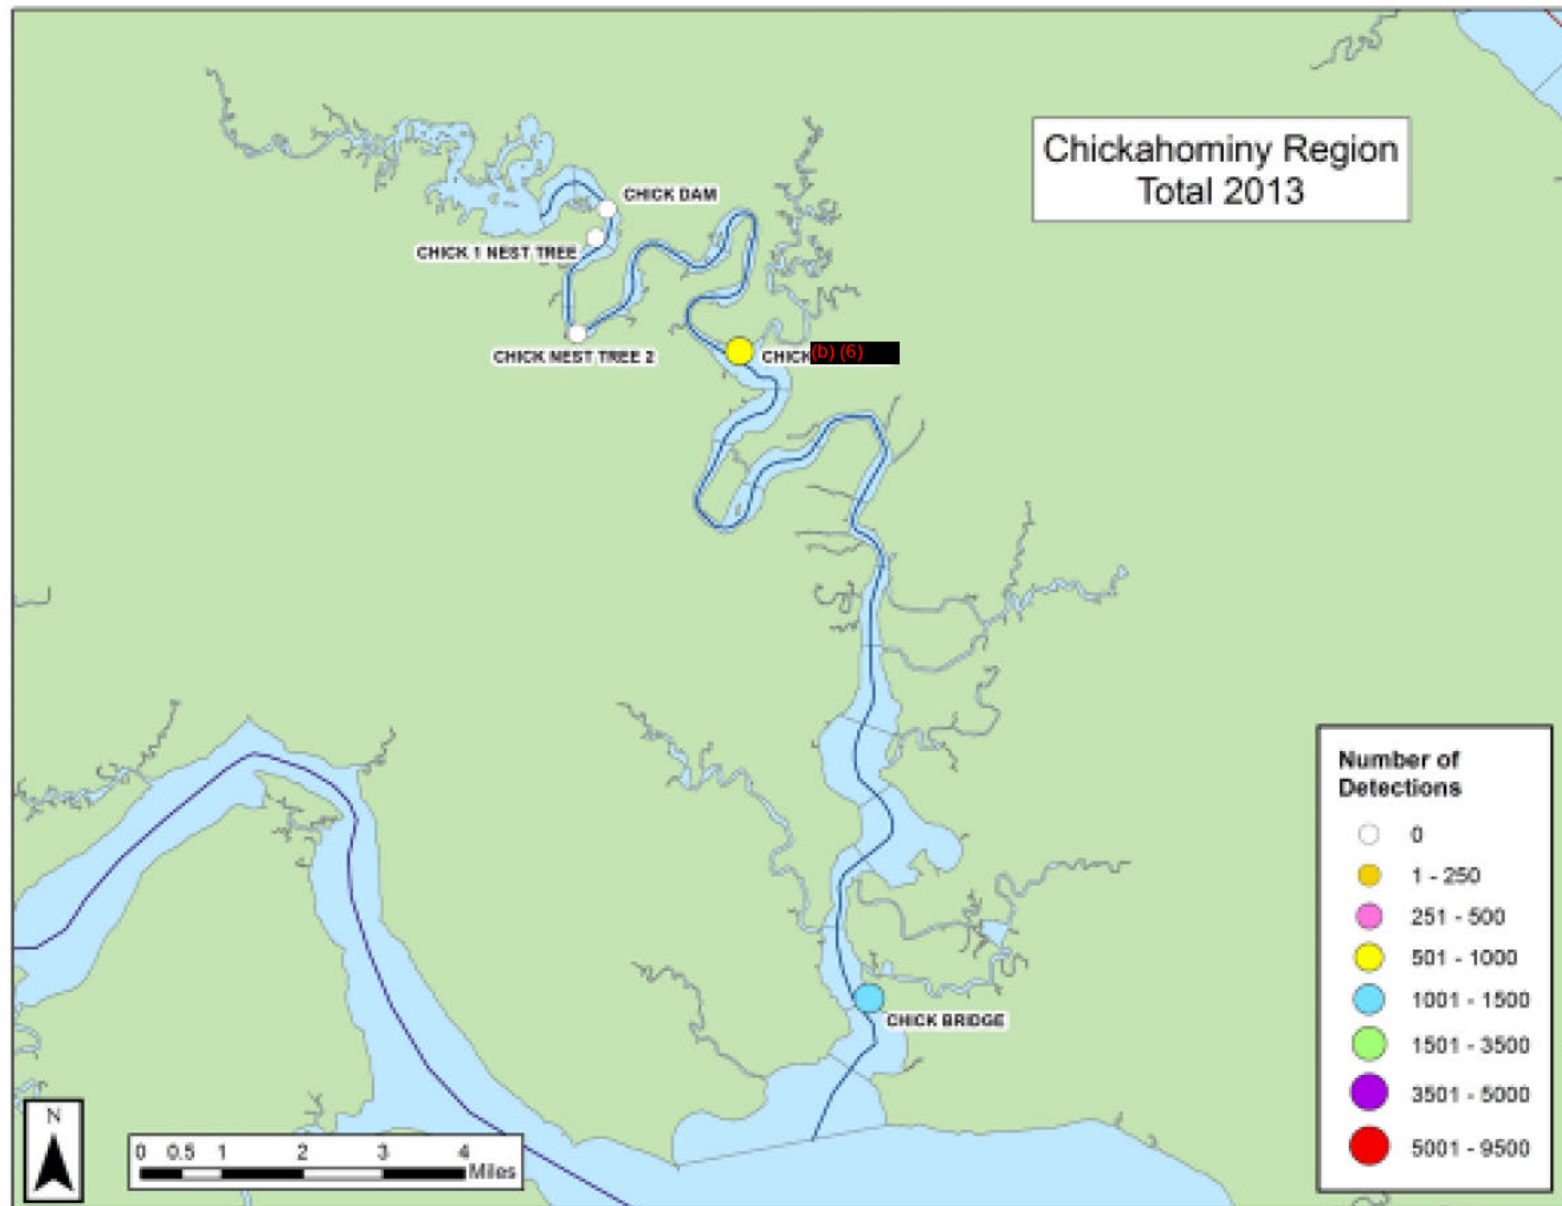 Chickahominy Region
Total 2013
CHICK DAM
CHICK 1 NEST TREE
CHICK NEST TREE 2
CHICK(b) (6)
CHICK BRIDGE
Number of
Detections
0
1 - 250
251 - 500
501 - 1000
1001 - 1500
1501 - 3500
3501 - 5000
5001 - 9500
N
0 0.5 1 2 3 4
Miles